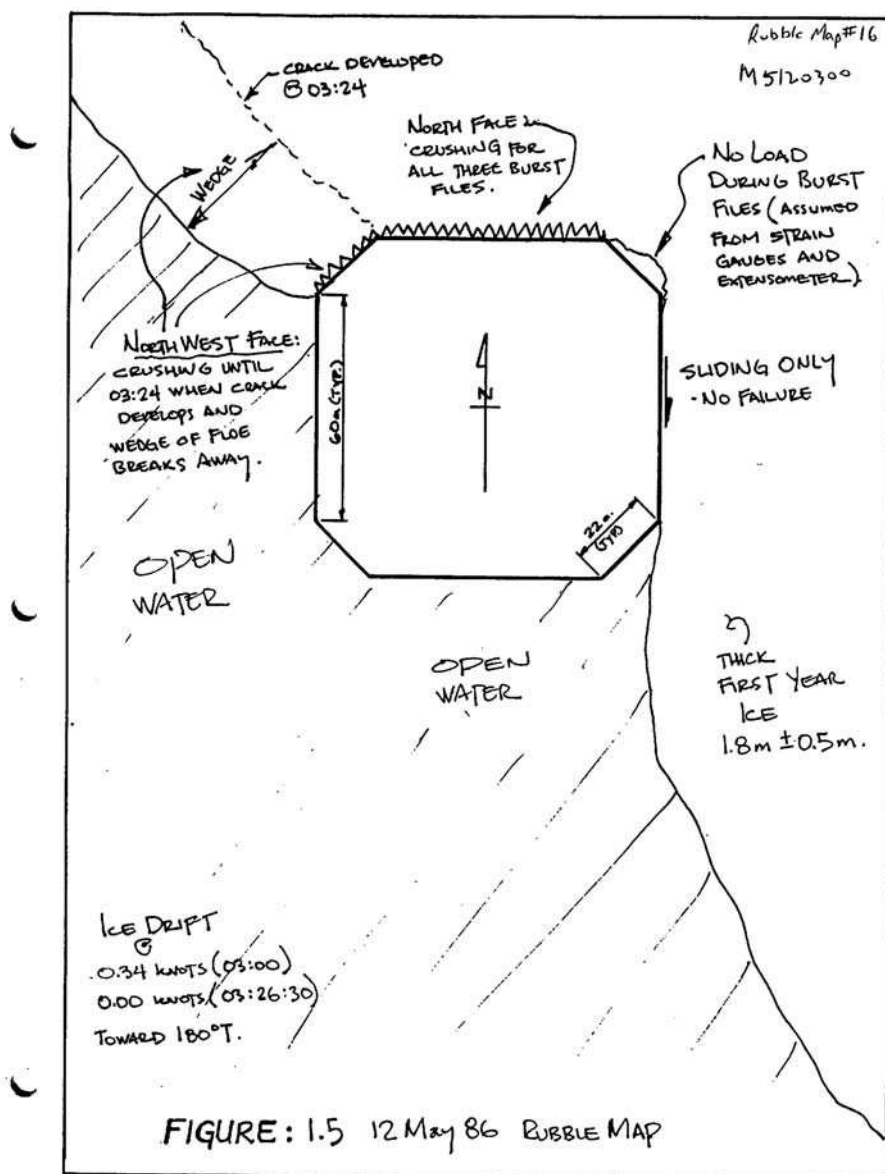 Rubble Map #16
M5120300
CRACK DEVELOPED
@ 03:24
WEDGE
NORTH FACE:
CRUSHING FOR
ALL THREE BURST
FILES.
NO LOAD
DURING BURST
FILES (ASSUMED
FROM STRAIN
GAUGES AND
EXTENSOMETER).
NORTH WEST FACE:
CRUSHING UNTIL
03:24 WHEN CRACK
DEVELOPS AND
WEDGE OF FLOE
BREAKS AWAY.
60m (TYP.)
N
SLIDING ONLY
- NO FAILURE
22m.
(TYP)
OPEN
WATER
OPEN
WATER
THICK
FIRST YEAR
ICE
1.8m ± 0.5m.
ICE DRIFT
@
0.34 KNOTS (03:00)
0.00 KNOTS (03:26:30)
TOWARD 180°T.
FIGURE: 1.5 12 May 86 RUBBLE MAP